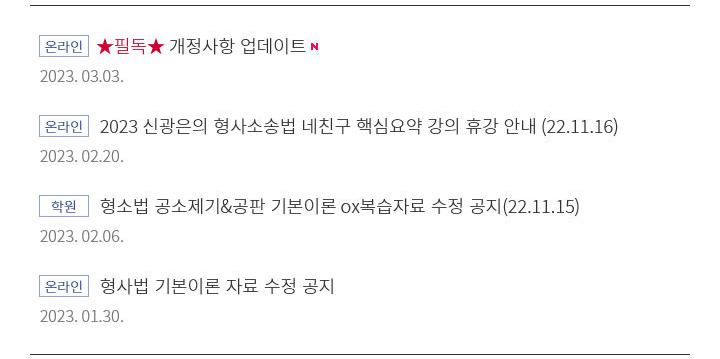 온라인 ★필독★ 개정사항 업데이트 N
2023. 03.03.
온라인 2023 신광은의 형사소송법 네친구 핵심요약 강의 휴강 안내 (22.11.16)
2023. 02.20.
학원 형소법 공소제기&공판 기본이론 ox복습자료 수정 공지(22.11.15)
2023. 02.06.
온라인 형사법 기본이론 자료 수정 공지
2023. 01.30.